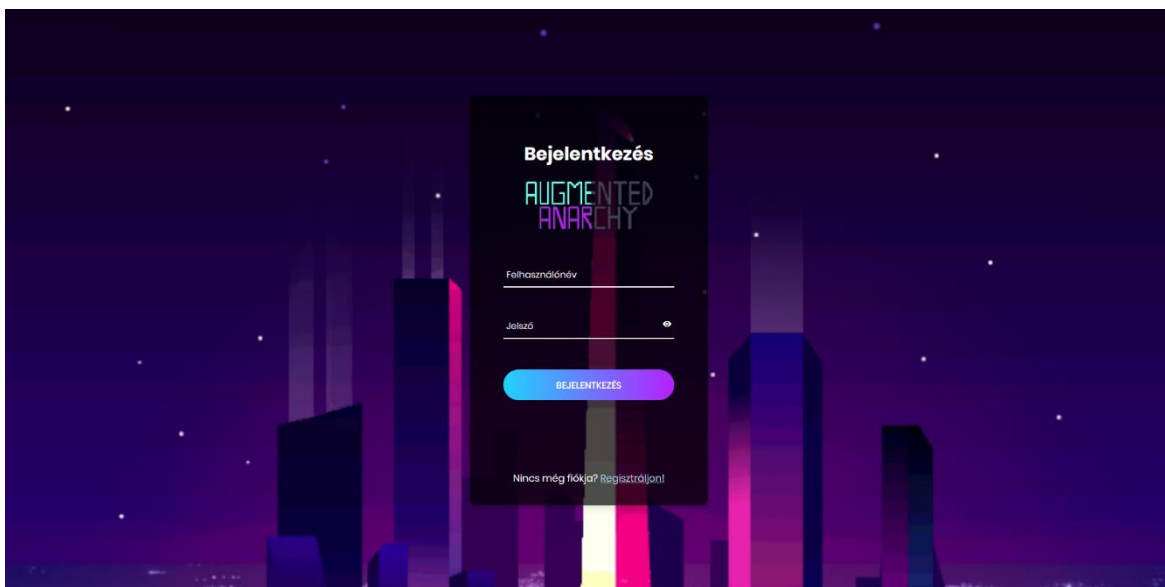 Bejelentkezés
AUGMENTED
ANARCHY
Felhasználónév
Jelszó
BEJELENTKEZÉS
Nincs még fiókja? Regisztráljon!